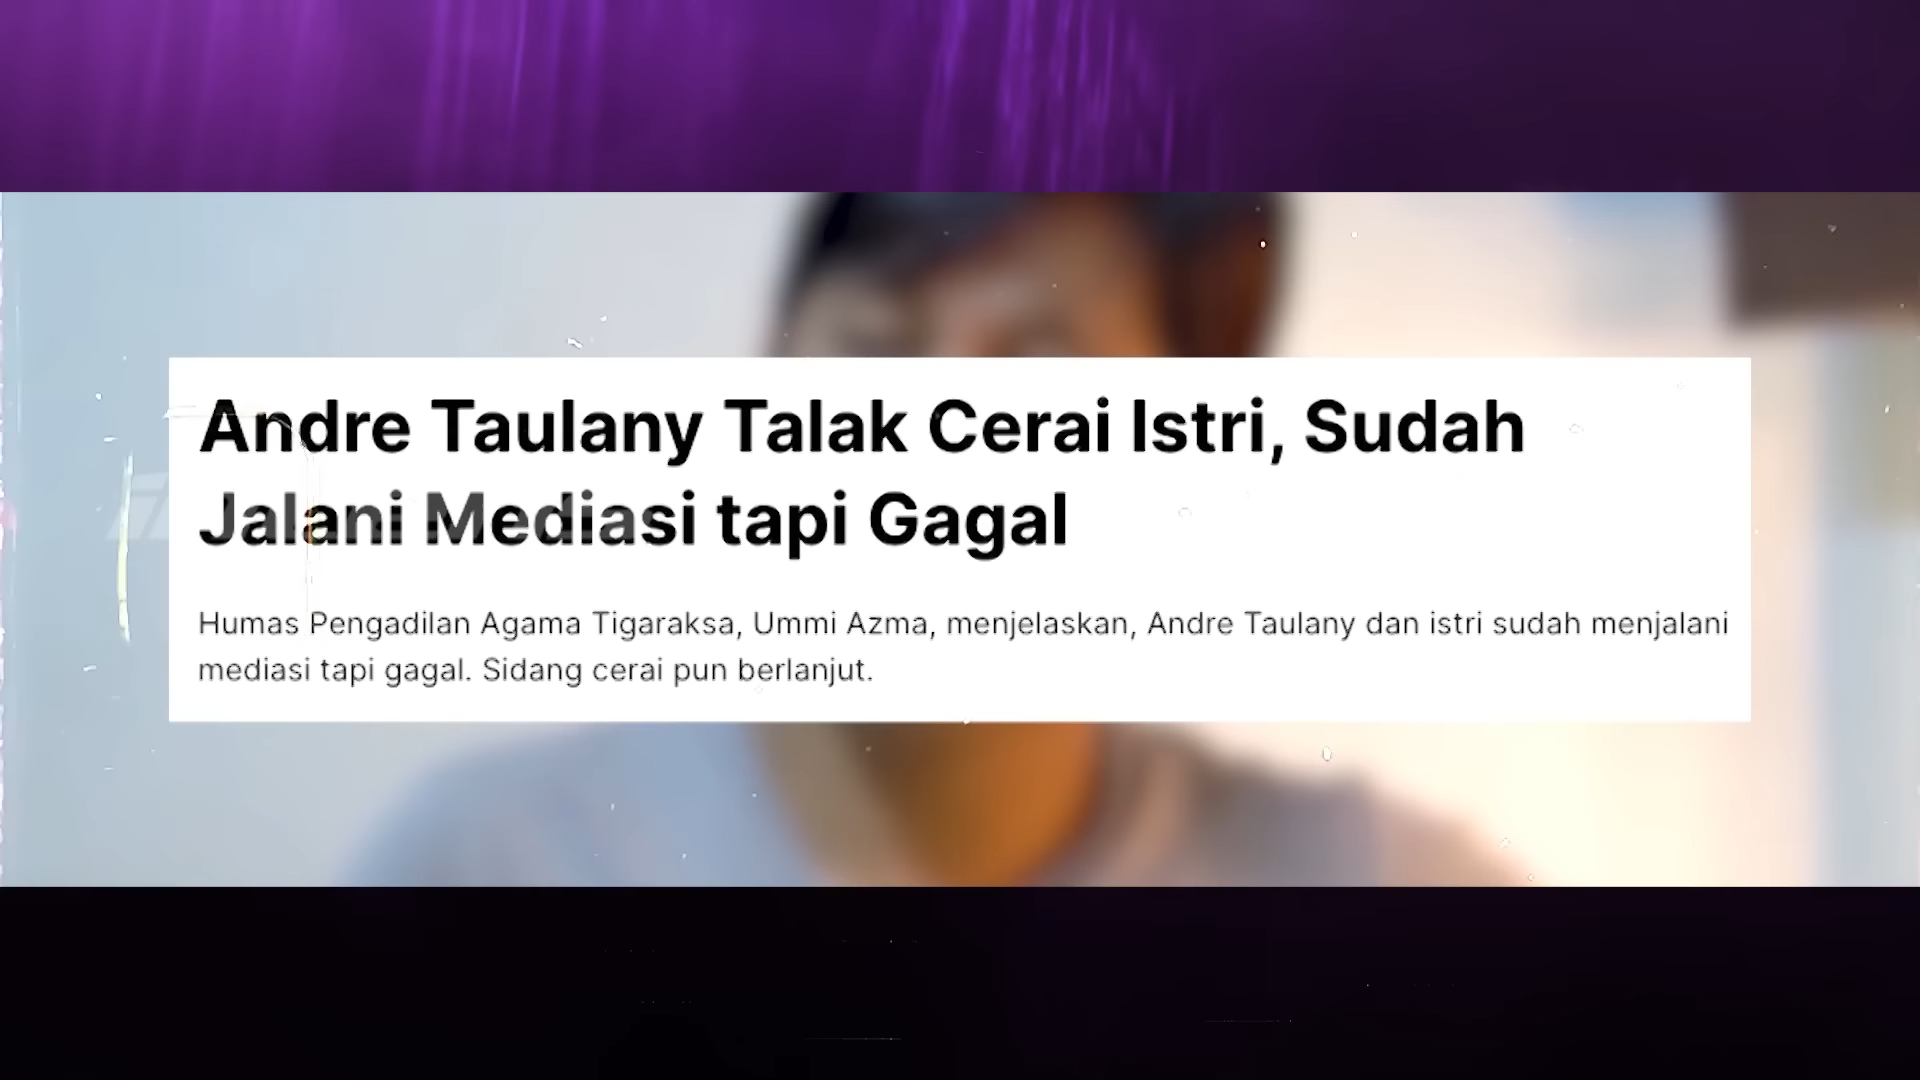 Andre Taulany Talak Cerai Istri, Sudah
Jalani Mediasi tapi Gagal
Humas Pengadilan Agama Tigaraksa, Ummi Azma, menjelaskan, Andre Taulany dan istri sudah menjalani
mediasi tapi gagal. Sidang cerai pun berlanjut.